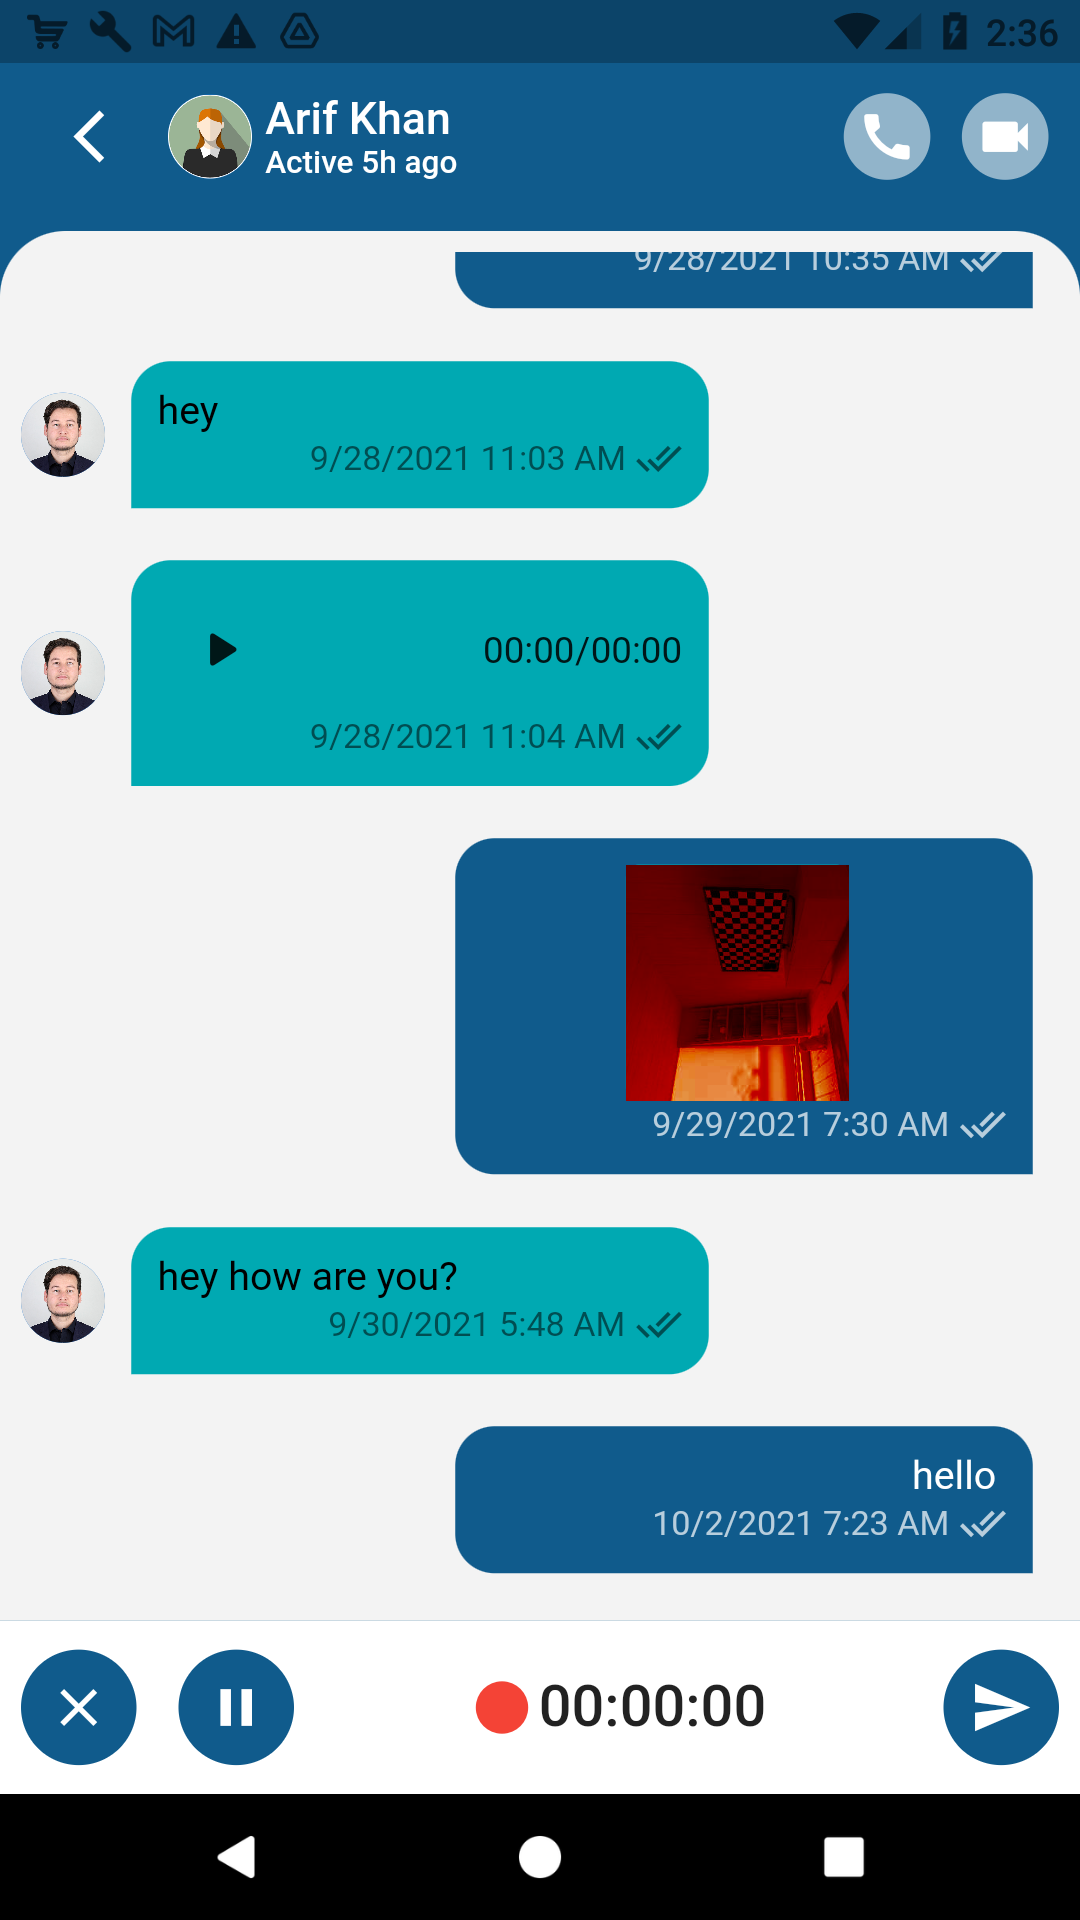 2:36
Arif Khan
Active 5h ago
9/28/2021 10:35 AM
hey
9/28/2021 11:03 AM
00:00/00:00
9/28/2021 11:04 AM
9/29/2021 7:30 AM
hey how are you?
9/30/2021 5:48 AM
hello
10/2/2021 7:23 AM
00:00:00